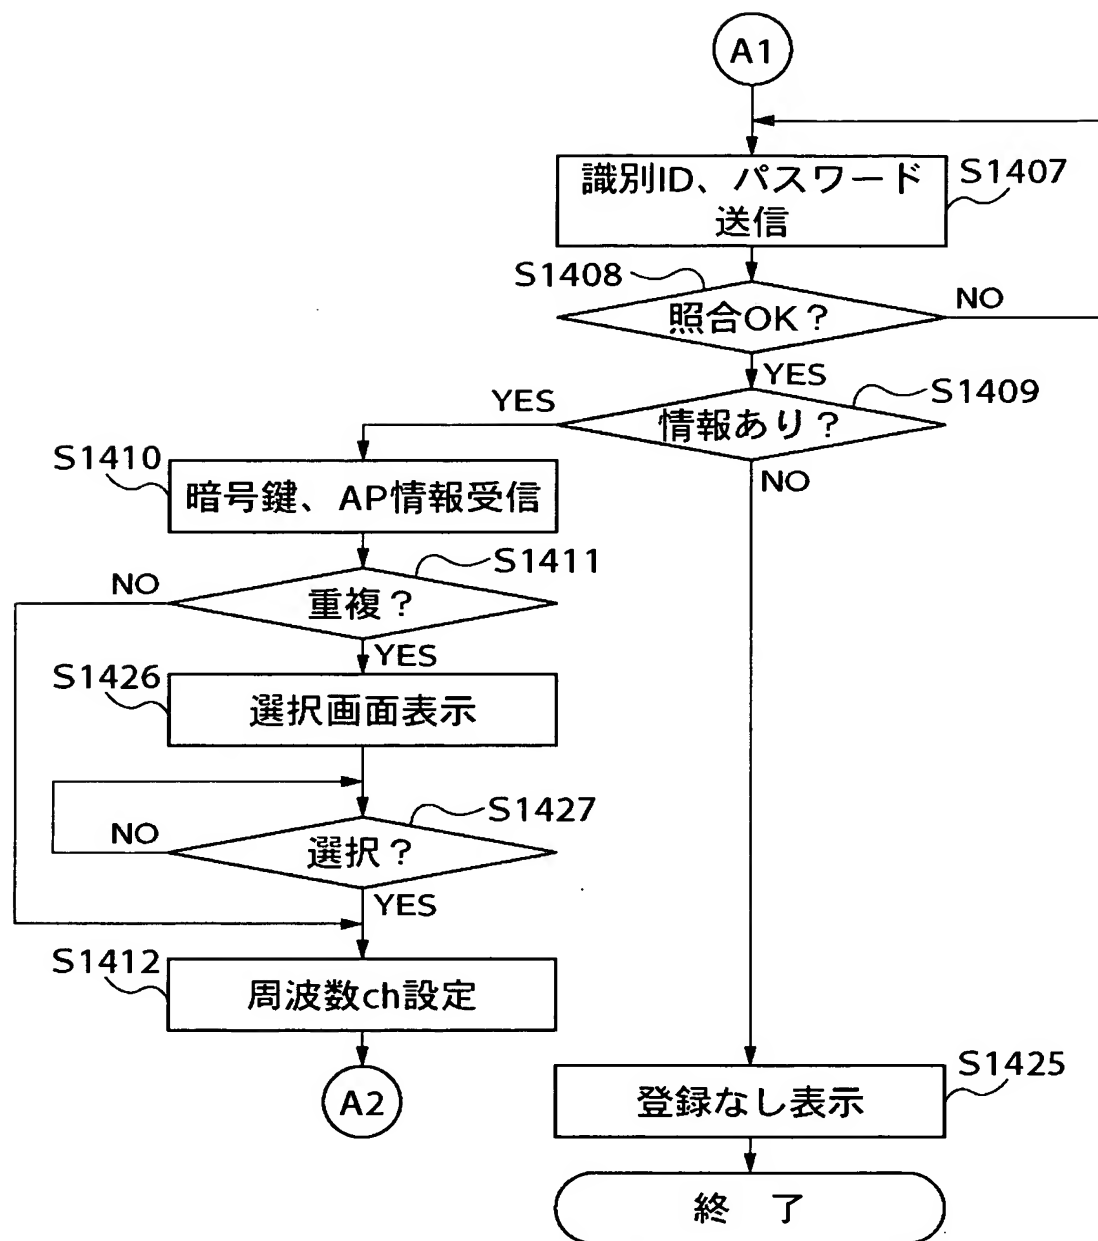 A1
識別ID、パスワード
送信
S1407
S1408
照合OK？
NO
YES
S1409
情報あり？
YES
NO
S1410
暗号鍵、AP情報受信
S1411
重複？
NO
YES
S1426
選択画面表示
S1427
選択？
NO
YES
S1412
周波数ch設定
A2
S1425
登録なし表示
終　了